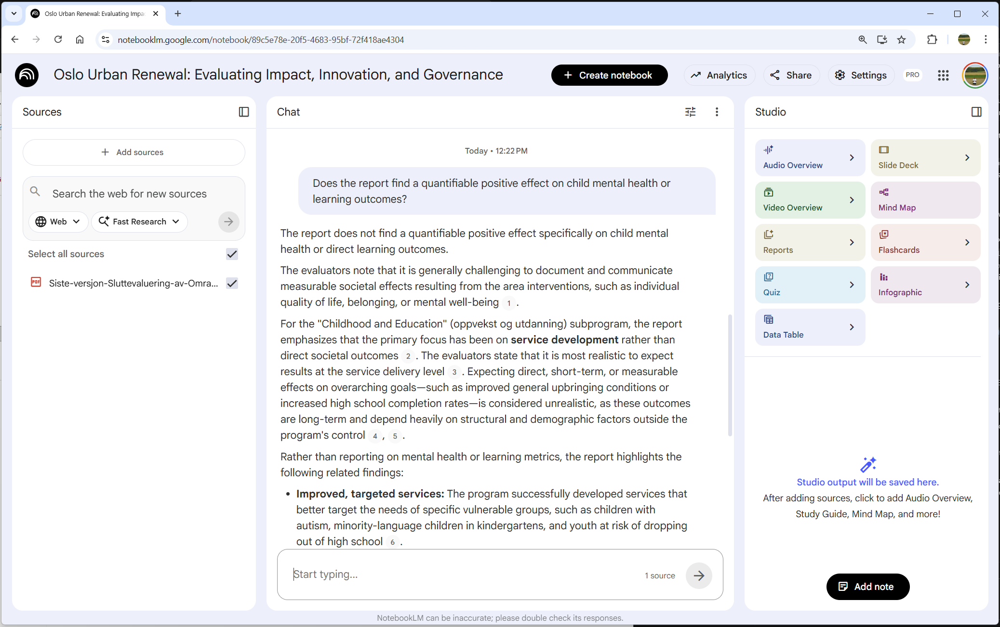 Oslo Urban Renewal: Evaluating Impa
notebooklm.google.com/notebook/89c5e78e-20f5-4683-95bf-72f418ae4304
Oslo Urban Renewal: Evaluating Impact, Innovation, and Governance
Create notebook
Analytics
Share
Settings
PRO
Sources
Add sources
Search the web for new sources
Web
Fast Research
Select all sources
PDF
Siste-versjon-Sluttevaluering-av-Omra...
Chat
Today • 12:22 PM
Does the report find a quantifiable positive effect on child mental health or
learning outcomes?
The report does not find a quantifiable positive effect specifically on child mental
health or direct learning outcomes.
The evaluators note that it is generally challenging to document and communicate
measurable societal effects resulting from the area interventions, such as individual
quality of life, belonging, or mental well-being 1 .
For the "Childhood and Education" (oppvekst og utdanning) subprogram, the report
emphasizes that the primary focus has been on service development rather than
direct societal outcomes 2 . The evaluators state that it is most realistic to expect
results at the service delivery level 3 . Expecting direct, short-term, or measurable
effects on overarching goals—such as improved general upbringing conditions or
increased high school completion rates—is considered unrealistic, as these outcomes
are long-term and depend heavily on structural and demographic factors outside the
program's control 4 , 5 .
Rather than reporting on mental health or learning metrics, the report highlights the
following related findings:
• Improved, targeted services: The program successfully developed services that
better target the needs of specific vulnerable groups, such as children with
autism, minority-language children in kindergartens, and youth at risk of dropping
out of high school 6 .
Start typing...
1 source
NotebookLM can be inaccurate; please double check its responses.
Studio
Audio Overview
Slide Deck
Video Overview
Mind Map
Reports
Flashcards
Quiz
Infographic
Data Table
Studio output will be saved here.
After adding sources, click to add Audio Overview,
Study Guide, Mind Map, and more!
Add note